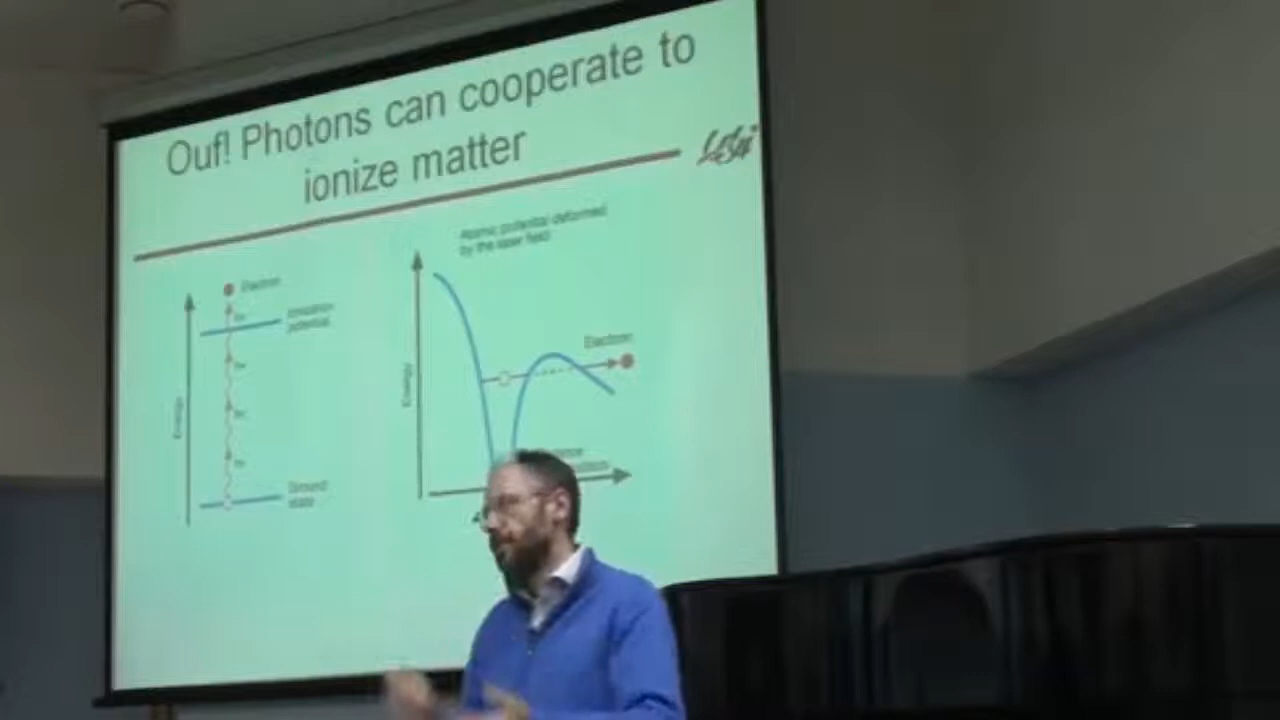 Ouf! Photons can cooperate to
ionize matter
Atomic potential deformed
by the laser field
Electron
Ionization
potential
Energy
Ground
state
Energy
Electron